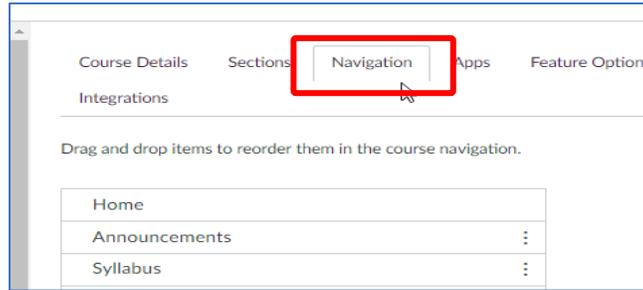 Course Details Sections Navigation Apps Feature Option
Integrations
Drag and drop items to reorder them in the course navigation.
Home
Announcements
Syllabus